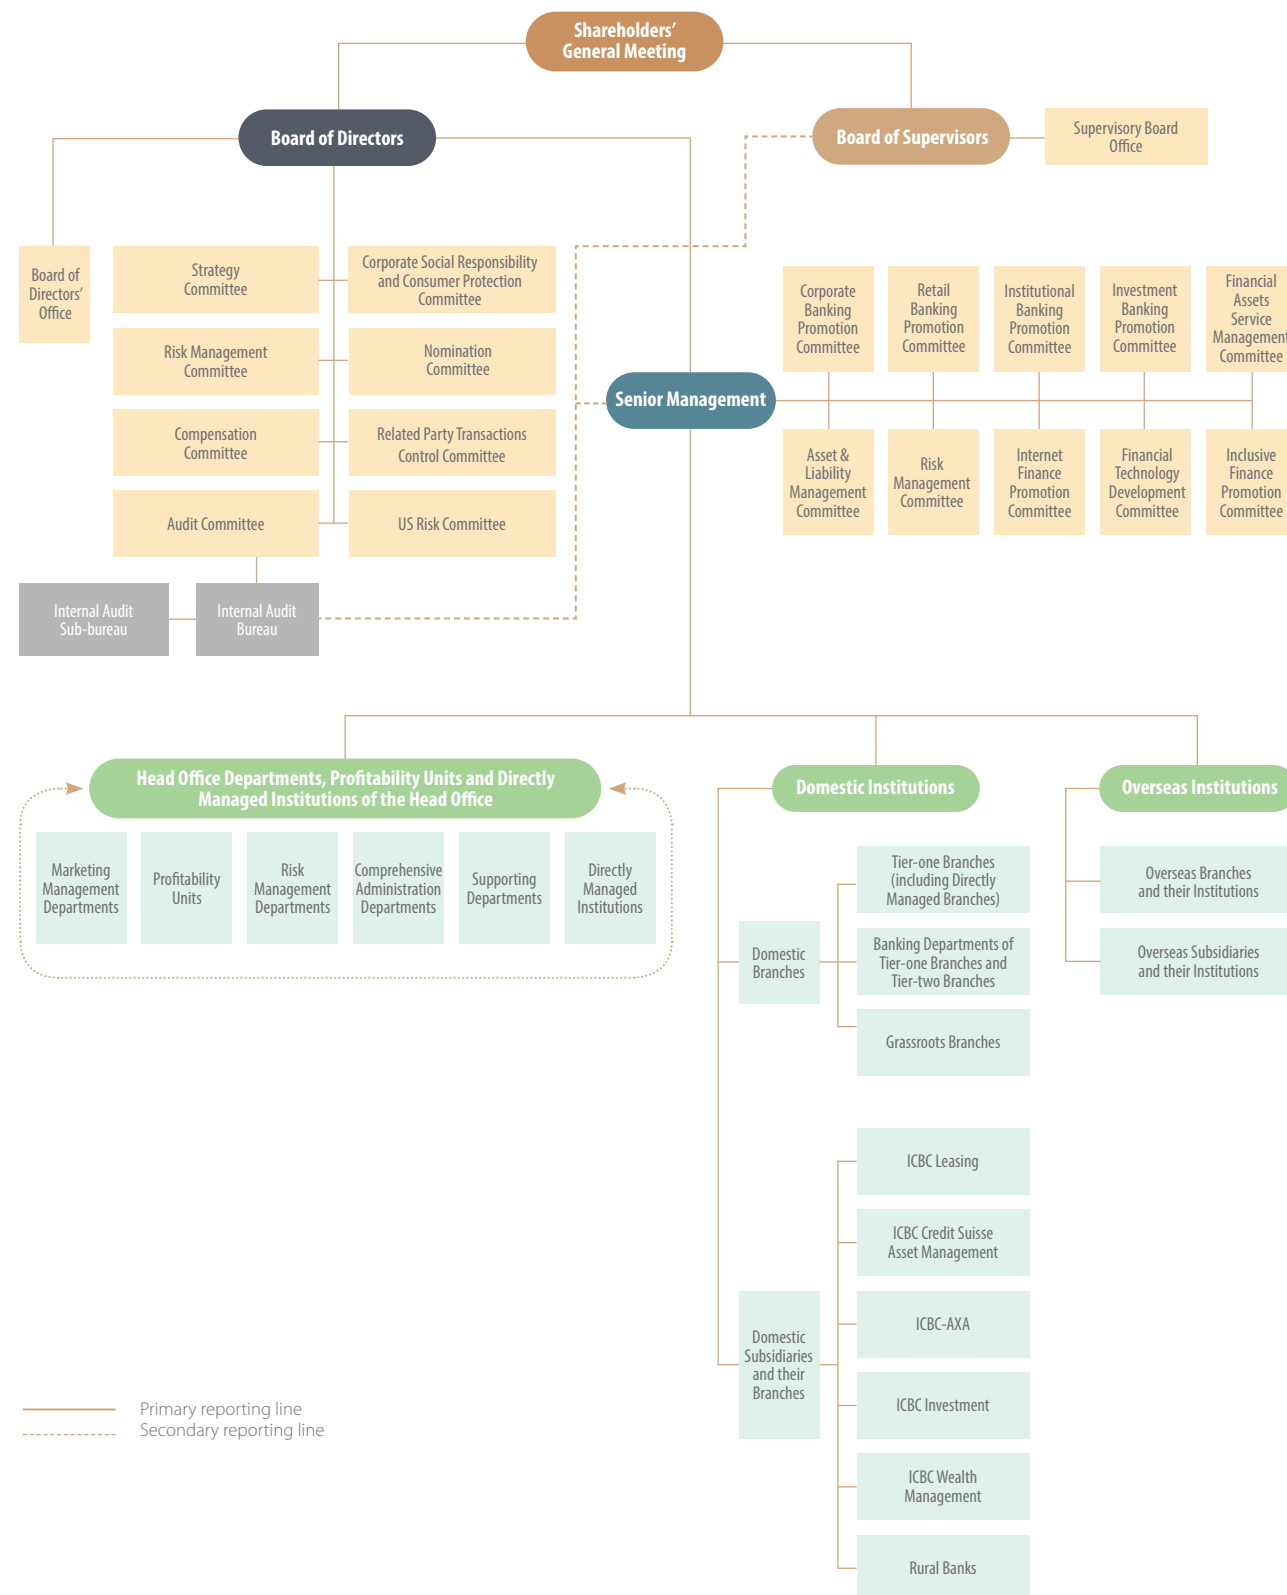 Shareholders’
General Meeting
Board of Directors
Board of Supervisors
Supervisory Board
Office
Board of
Directors’
Office
Strategy
Committee
Corporate Social Responsibility
and Consumer Protection
Committee
Risk Management
Committee
Nomination
Committee
Compensation
Committee
Related Party Transactions
Control Committee
Audit Committee
US Risk Committee
Internal Audit
Sub-bureau
Internal Audit
Bureau
Corporate
Banking
Promotion
Committee
Retail
Banking
Promotion
Committee
Institutional
Banking
Promotion
Committee
Investment
Banking
Promotion
Committee
Financial
Assets
Service
Management
Committee
Senior Management
Asset &
Liability
Management
Committee
Risk
Management
Committee
Internet
Finance
Promotion
Committee
Financial
Technology
Development
Committee
Inclusive
Finance
Promotion
Committee
Head Office Departments, Profitability Units and Directly
Managed Institutions of the Head Office
Marketing
Management
Departments
Profitability
Units
Risk
Management
Departments
Comprehensive
Administration
Departments
Supporting
Departments
Directly
Managed
Institutions
Domestic Institutions
Domestic
Branches
Tier-one Branches
(including Directly
Managed Branches)
Banking Departments of
Tier-one Branches and
Tier-two Branches
Grassroots Branches
Domestic
Subsidiaries
and their
Branches
ICBC Leasing
ICBC Credit Suisse
Asset Management
ICBC-AXA
ICBC Investment
ICBC Wealth
Management
Rural Banks
Overseas Institutions
Overseas Branches
and their Institutions
Overseas Subsidiaries
and their Institutions
Primary reporting line
Secondary reporting line